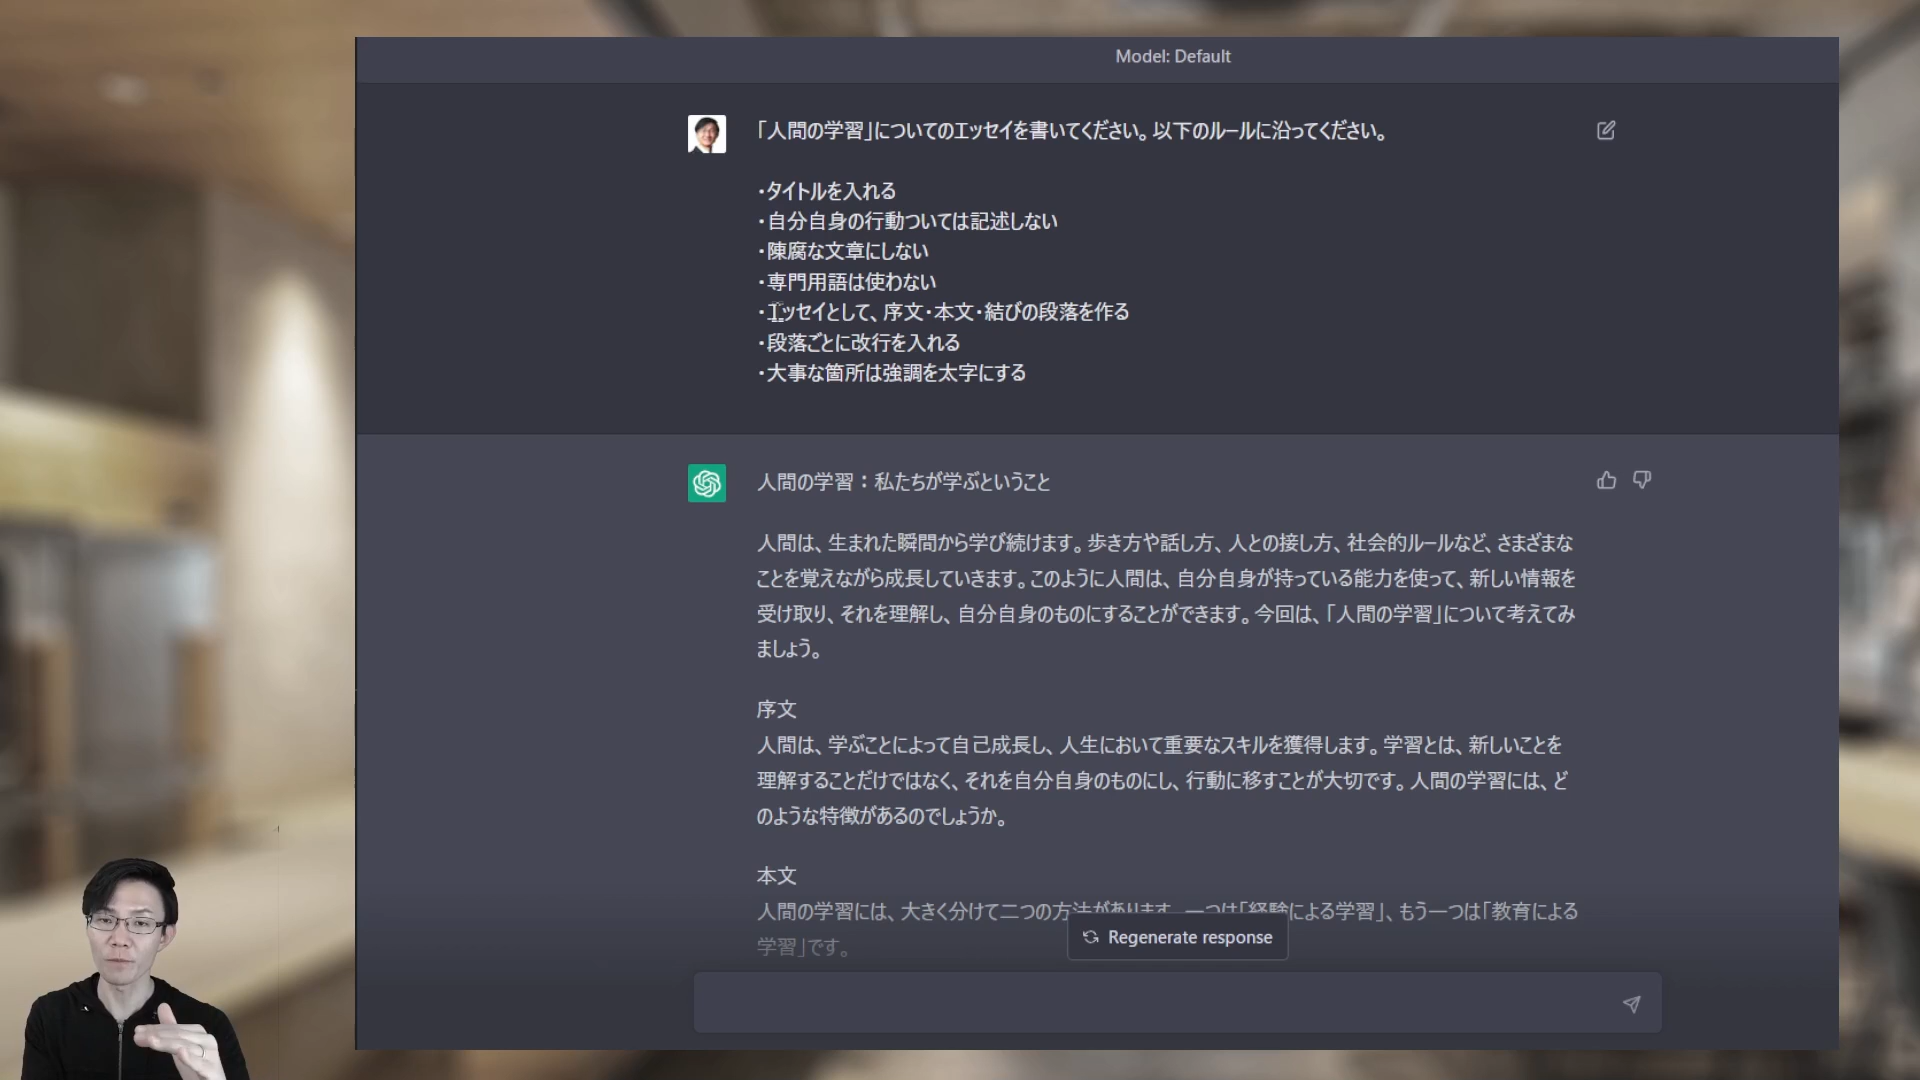 Model: Default
「人間の学習」についてのエッセイを書いてください。以下のルールに沿ってください。
・タイトルを入れる
・自分自身の行動ついては記述しない
・陳腐な文章にしない
・専門用語は使わない
・エッセイとして、序文・本文・結びの段落を作る
・段落ごとに改行を入れる
・大事な箇所は強調を太字にする
人間の学習：私たちが学ぶということ
人間は、生まれた瞬間から学び続けます。歩き方や話し方、人との接し方、社会的ルールなど、さまざまな
ことを覚えながら成長していきます。このように人間は、自分自身が持っている能力を使って、新しい情報を
受け取り、それを理解し、自分自身のものにすることができます。今回は、「人間の学習」について考えてみ
ましょう。
序文
人間は、学ぶことによって自己成長し、人生において重要なスキルを獲得します。学習とは、新しいことを
理解することだけではなく、それを自分自身のものにし、行動に移すことが大切です。人間の学習には、ど
のような特徴があるのでしょうか。
本文
人間の学習には、大きく分けて二つの方法があります。一つは「経験による学習」、もう一つは「教育による
学習」です。
Regenerate response